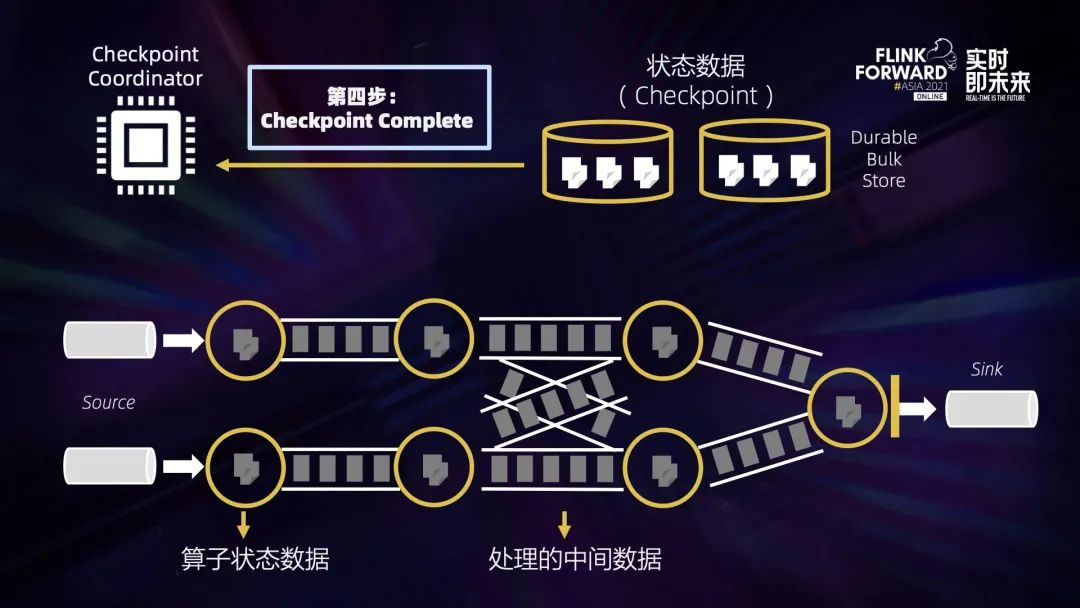 Checkpoint
Coordinator
第四步：
Checkpoint Complete
状态数据
（Checkpoint）
Durable
Bulk
Store
FLINK
FORWARD
#ASIA 2021
ONLINE
实时
即未来
REAL-TIME IS THE FUTURE
Source
Sink
算子状态数据
处理的中间数据